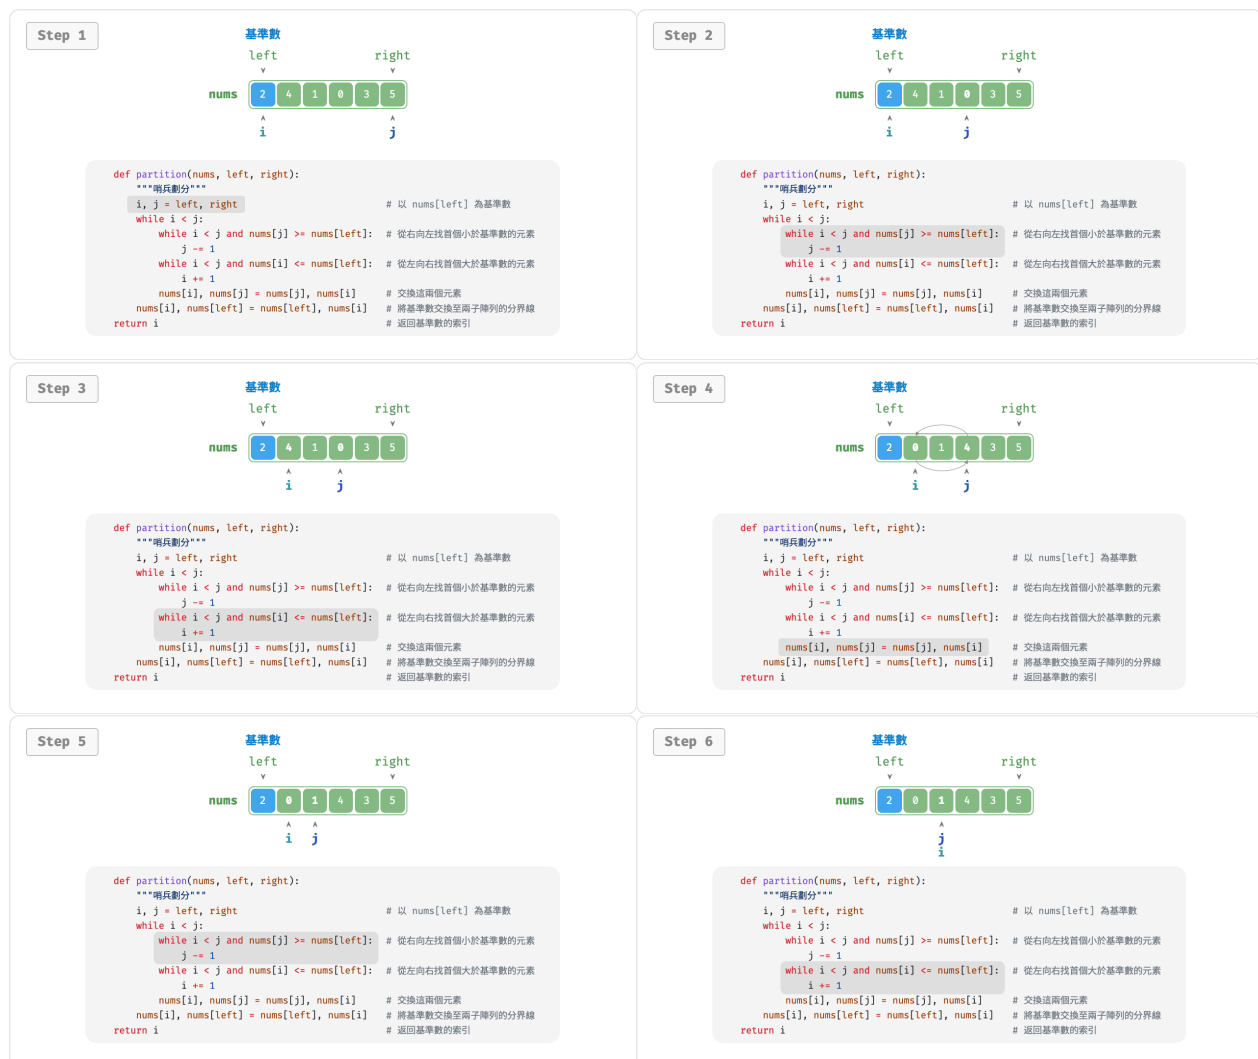 Step 1
基準數
left right
nums 2 4 1 0 3 5
i j
def partition(nums, left, right):
"""哨兵劃分"""
i, j = left, right # 以 nums[left] 為基準數
while i < j:
while i < j and nums[j] >= nums[left]: # 從右向左找首個小於基準數的元素
j -= 1
while i < j and nums[i] <= nums[left]: # 從左向右找首個大於基準數的元素
i += 1
nums[i], nums[j] = nums[j], nums[i] # 交換這兩個元素
nums[i], nums[left] = nums[left], nums[i] # 將基準數交換至兩子陣列的分界線
return i # 返回基準數的索引
Step 2
基準數
left right
nums 2 4 1 0 3 5
i j
def partition(nums, left, right):
"""哨兵劃分"""
i, j = left, right # 以 nums[left] 為基準數
while i < j:
while i < j and nums[j] >= nums[left]: # 從右向左找首個小於基準數的元素
j -= 1
while i < j and nums[i] <= nums[left]: # 從左向右找首個大於基準數的元素
i += 1
nums[i], nums[j] = nums[j], nums[i] # 交換這兩個元素
nums[i], nums[left] = nums[left], nums[i] # 將基準數交換至兩子陣列的分界線
return i # 返回基準數的索引
Step 3
基準數
left right
nums 2 4 1 0 3 5
i j
def partition(nums, left, right):
"""哨兵劃分"""
i, j = left, right # 以 nums[left] 為基準數
while i < j:
while i < j and nums[j] >= nums[left]: # 從右向左找首個小於基準數的元素
j -= 1
while i < j and nums[i] <= nums[left]: # 從左向右找首個大於基準數的元素
i += 1
nums[i], nums[j] = nums[j], nums[i] # 交換這兩個元素
nums[i], nums[left] = nums[left], nums[i] # 將基準數交換至兩子陣列的分界線
return i # 返回基準數的索引
Step 4
基準數
left right
nums 2 0 1 4 3 5
i j
def partition(nums, left, right):
"""哨兵劃分"""
i, j = left, right # 以 nums[left] 為基準數
while i < j:
while i < j and nums[j] >= nums[left]: # 從右向左找首個小於基準數的元素
j -= 1
while i < j and nums[i] <= nums[left]: # 從左向右找首個大於基準數的元素
i += 1
nums[i], nums[j] = nums[j], nums[i] # 交換這兩個元素
nums[i], nums[left] = nums[left], nums[i] # 將基準數交換至兩子陣列的分界線
return i # 返回基準數的索引
Step 5
基準數
left right
nums 2 0 1 4 3 5
i j
def partition(nums, left, right):
"""哨兵劃分"""
i, j = left, right # 以 nums[left] 為基準數
while i < j:
while i < j and nums[j] >= nums[left]: # 從右向左找首個小於基準數的元素
j -= 1
while i < j and nums[i] <= nums[left]: # 從左向右找首個大於基準數的元素
i += 1
nums[i], nums[j] = nums[j], nums[i] # 交換這兩個元素
nums[i], nums[left] = nums[left], nums[i] # 將基準數交換至兩子陣列的分界線
return i # 返回基準數的索引
Step 6
基準數
left right
nums 2 0 1 4 3 5
j
i
def partition(nums, left, right):
"""哨兵劃分"""
i, j = left, right # 以 nums[left] 為基準數
while i < j:
while i < j and nums[j] >= nums[left]: # 從右向左找首個小於基準數的元素
j -= 1
while i < j and nums[i] <= nums[left]: # 從左向右找首個大於基準數的元素
i += 1
nums[i], nums[j] = nums[j], nums[i] # 交換這兩個元素
nums[i], nums[left] = nums[left], nums[i] # 將基準數交換至兩子陣列的分界線
return i # 返回基準數的索引